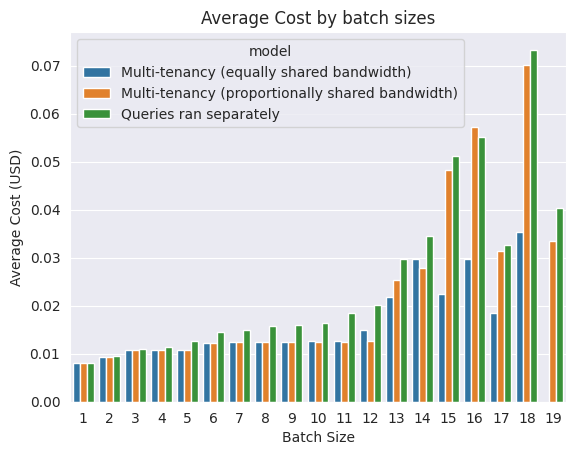 Average Cost by batch sizes
model
Multi-tenancy (equally shared bandwidth)
Multi-tenancy (proportionally shared bandwidth)
Queries ran separately
Average Cost (USD)
0.07
0.06
0.05
0.04
0.03
0.02
0.01
0.00
1 2 3 4 5 6 7 8 9 10 11 12 13 14 15 16 17 18 19
Batch Size